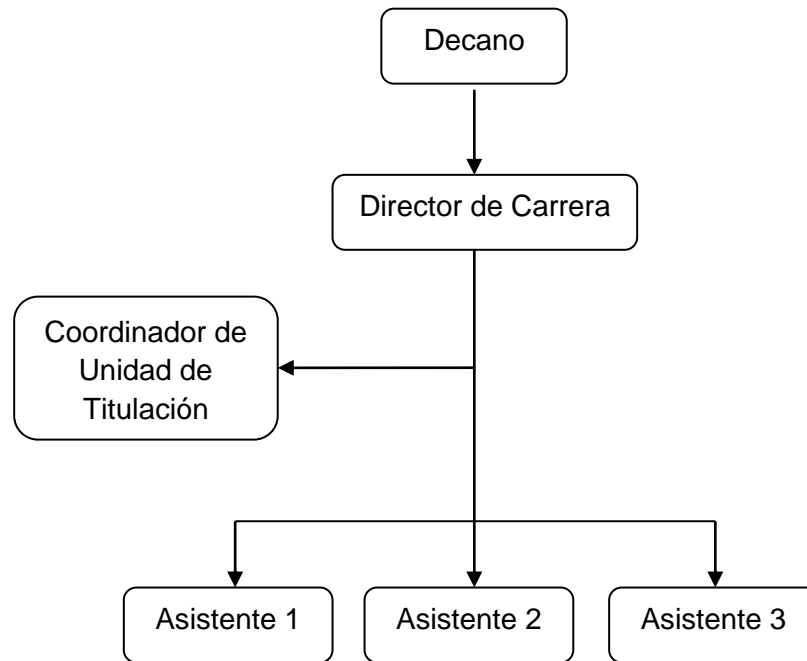 Decano
Director de Carrera
Coordinador de
Unidad de
Titulación
Asistente 1
Asistente 2
Asistente 3